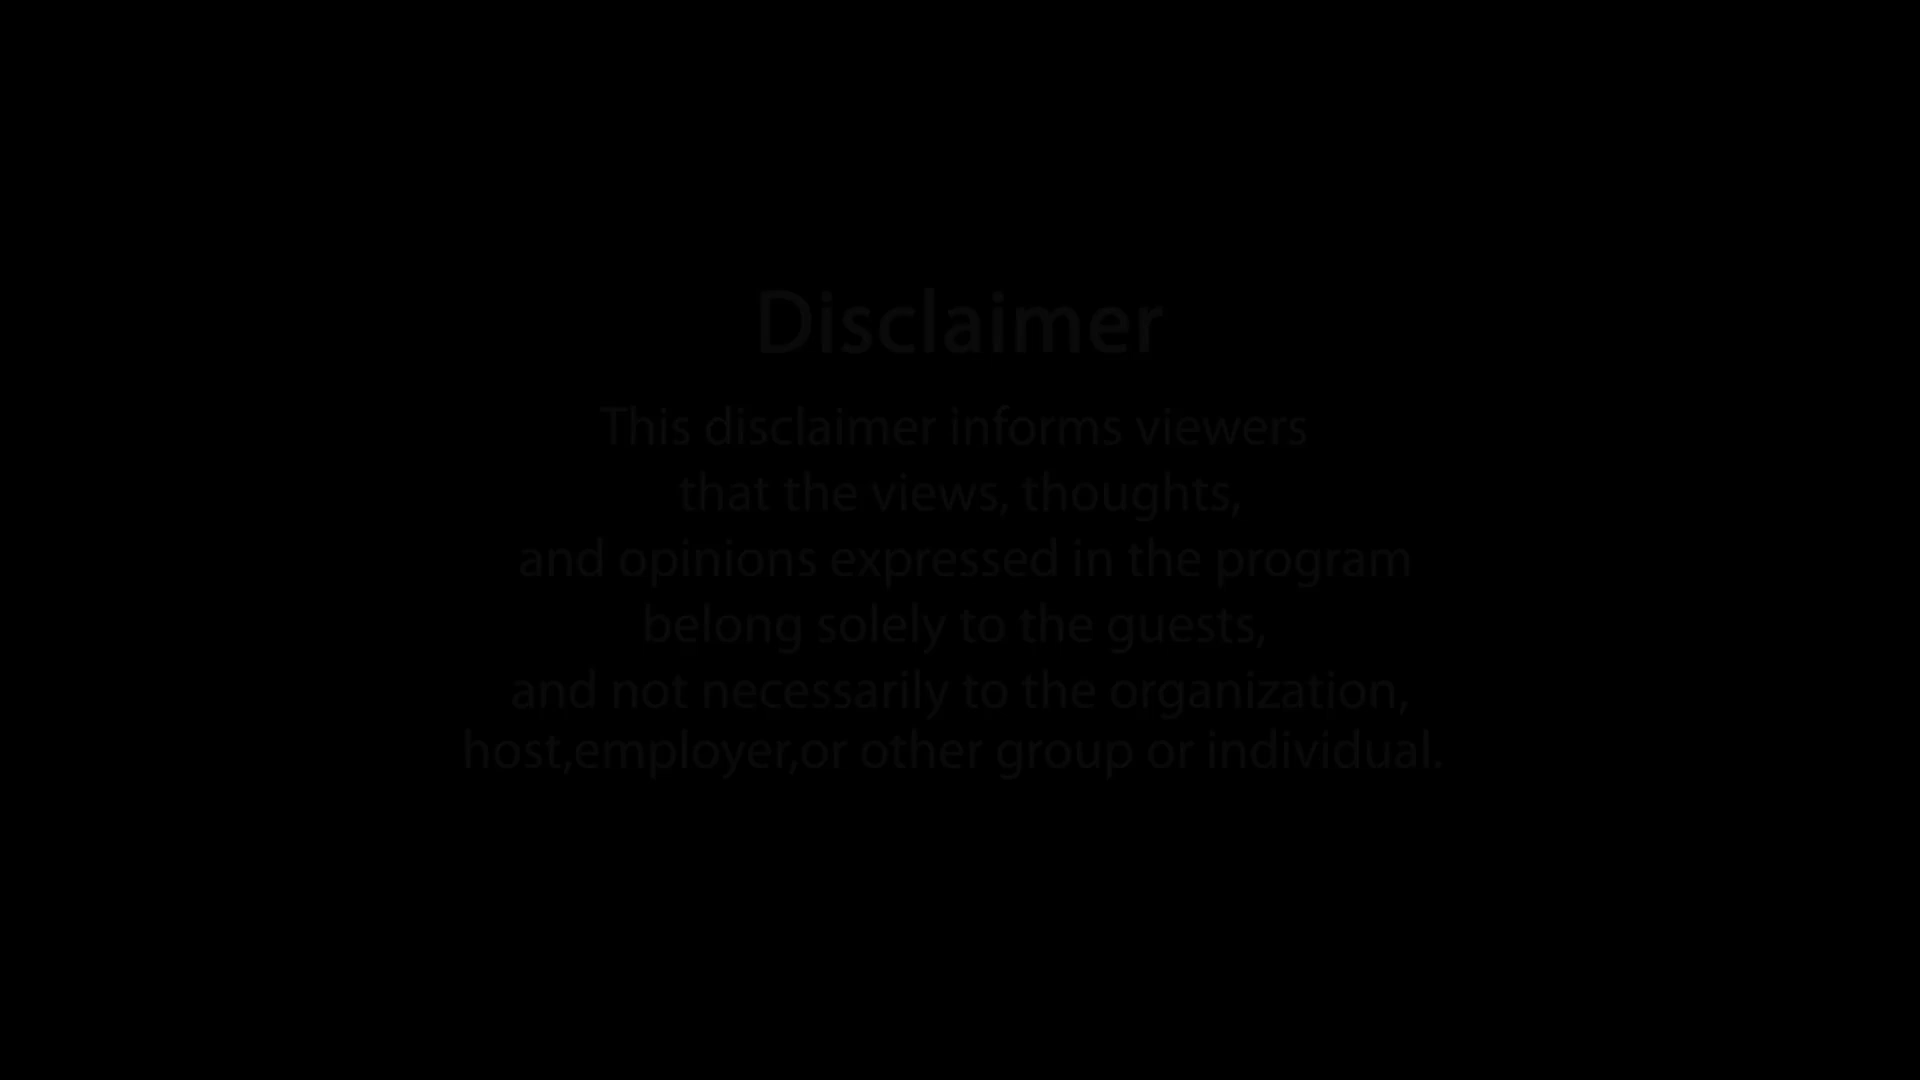 Disclaimer
This disclaimer informs viewers
that the views, thoughts,
and opinions expressed in the program
belong solely to the guests,
and not necessarily to the organization,
host,employer,or other group or individual.